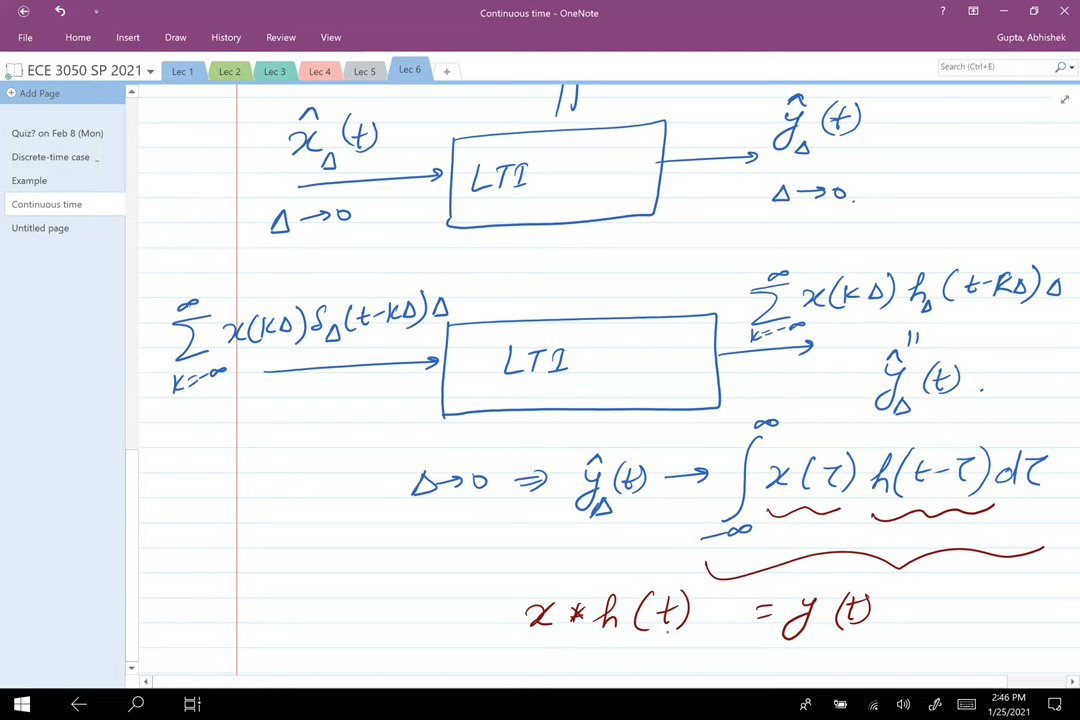 Continuous time - OneNote
?
File Home Insert Draw History Review View Gupta, Abhishek
ECE 3050 SP 2021 Lec 1 Lec 2 Lec 3 Lec 4 Lec 5 Lec 6 + Search (Ctrl+E)
Add Page
Quiz? on Feb 8 (Mon)
Discrete-time case _
Example
Continuous time
Untitled page
x̂_Δ(t) LTI ŷ_Δ(t)
Δ→0 Δ→0.
∑_{k=-∞}^{∞} x(kΔ) δ_Δ(t-kΔ)Δ LTI ∑_{k=-∞}^{∞} x(kΔ) h_Δ(t-kΔ)Δ
"
ŷ_Δ(t).
Δ→0 ⇒ ŷ_Δ(t) → ∫_{-∞}^{∞} x(τ) h(t-τ)dτ
x * h(t) = y(t)
2:46 PM
1/25/2021